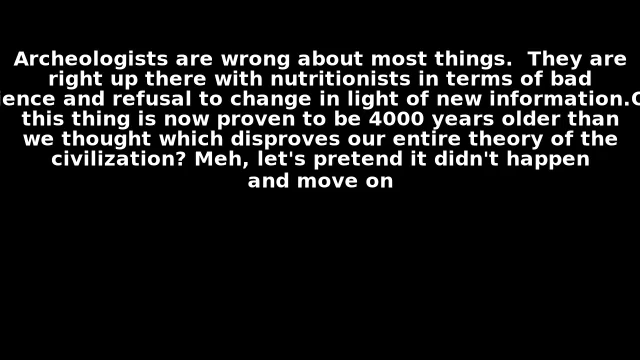 Archeologists are wrong about most things.  They are
right up there with nutritionists in terms of bad
ience and refusal to change in light of new information.
this thing is now proven to be 4000 years older than
we thought which disproves our entire theory of the
civilization? Meh, let's pretend it didn't happen
and move on